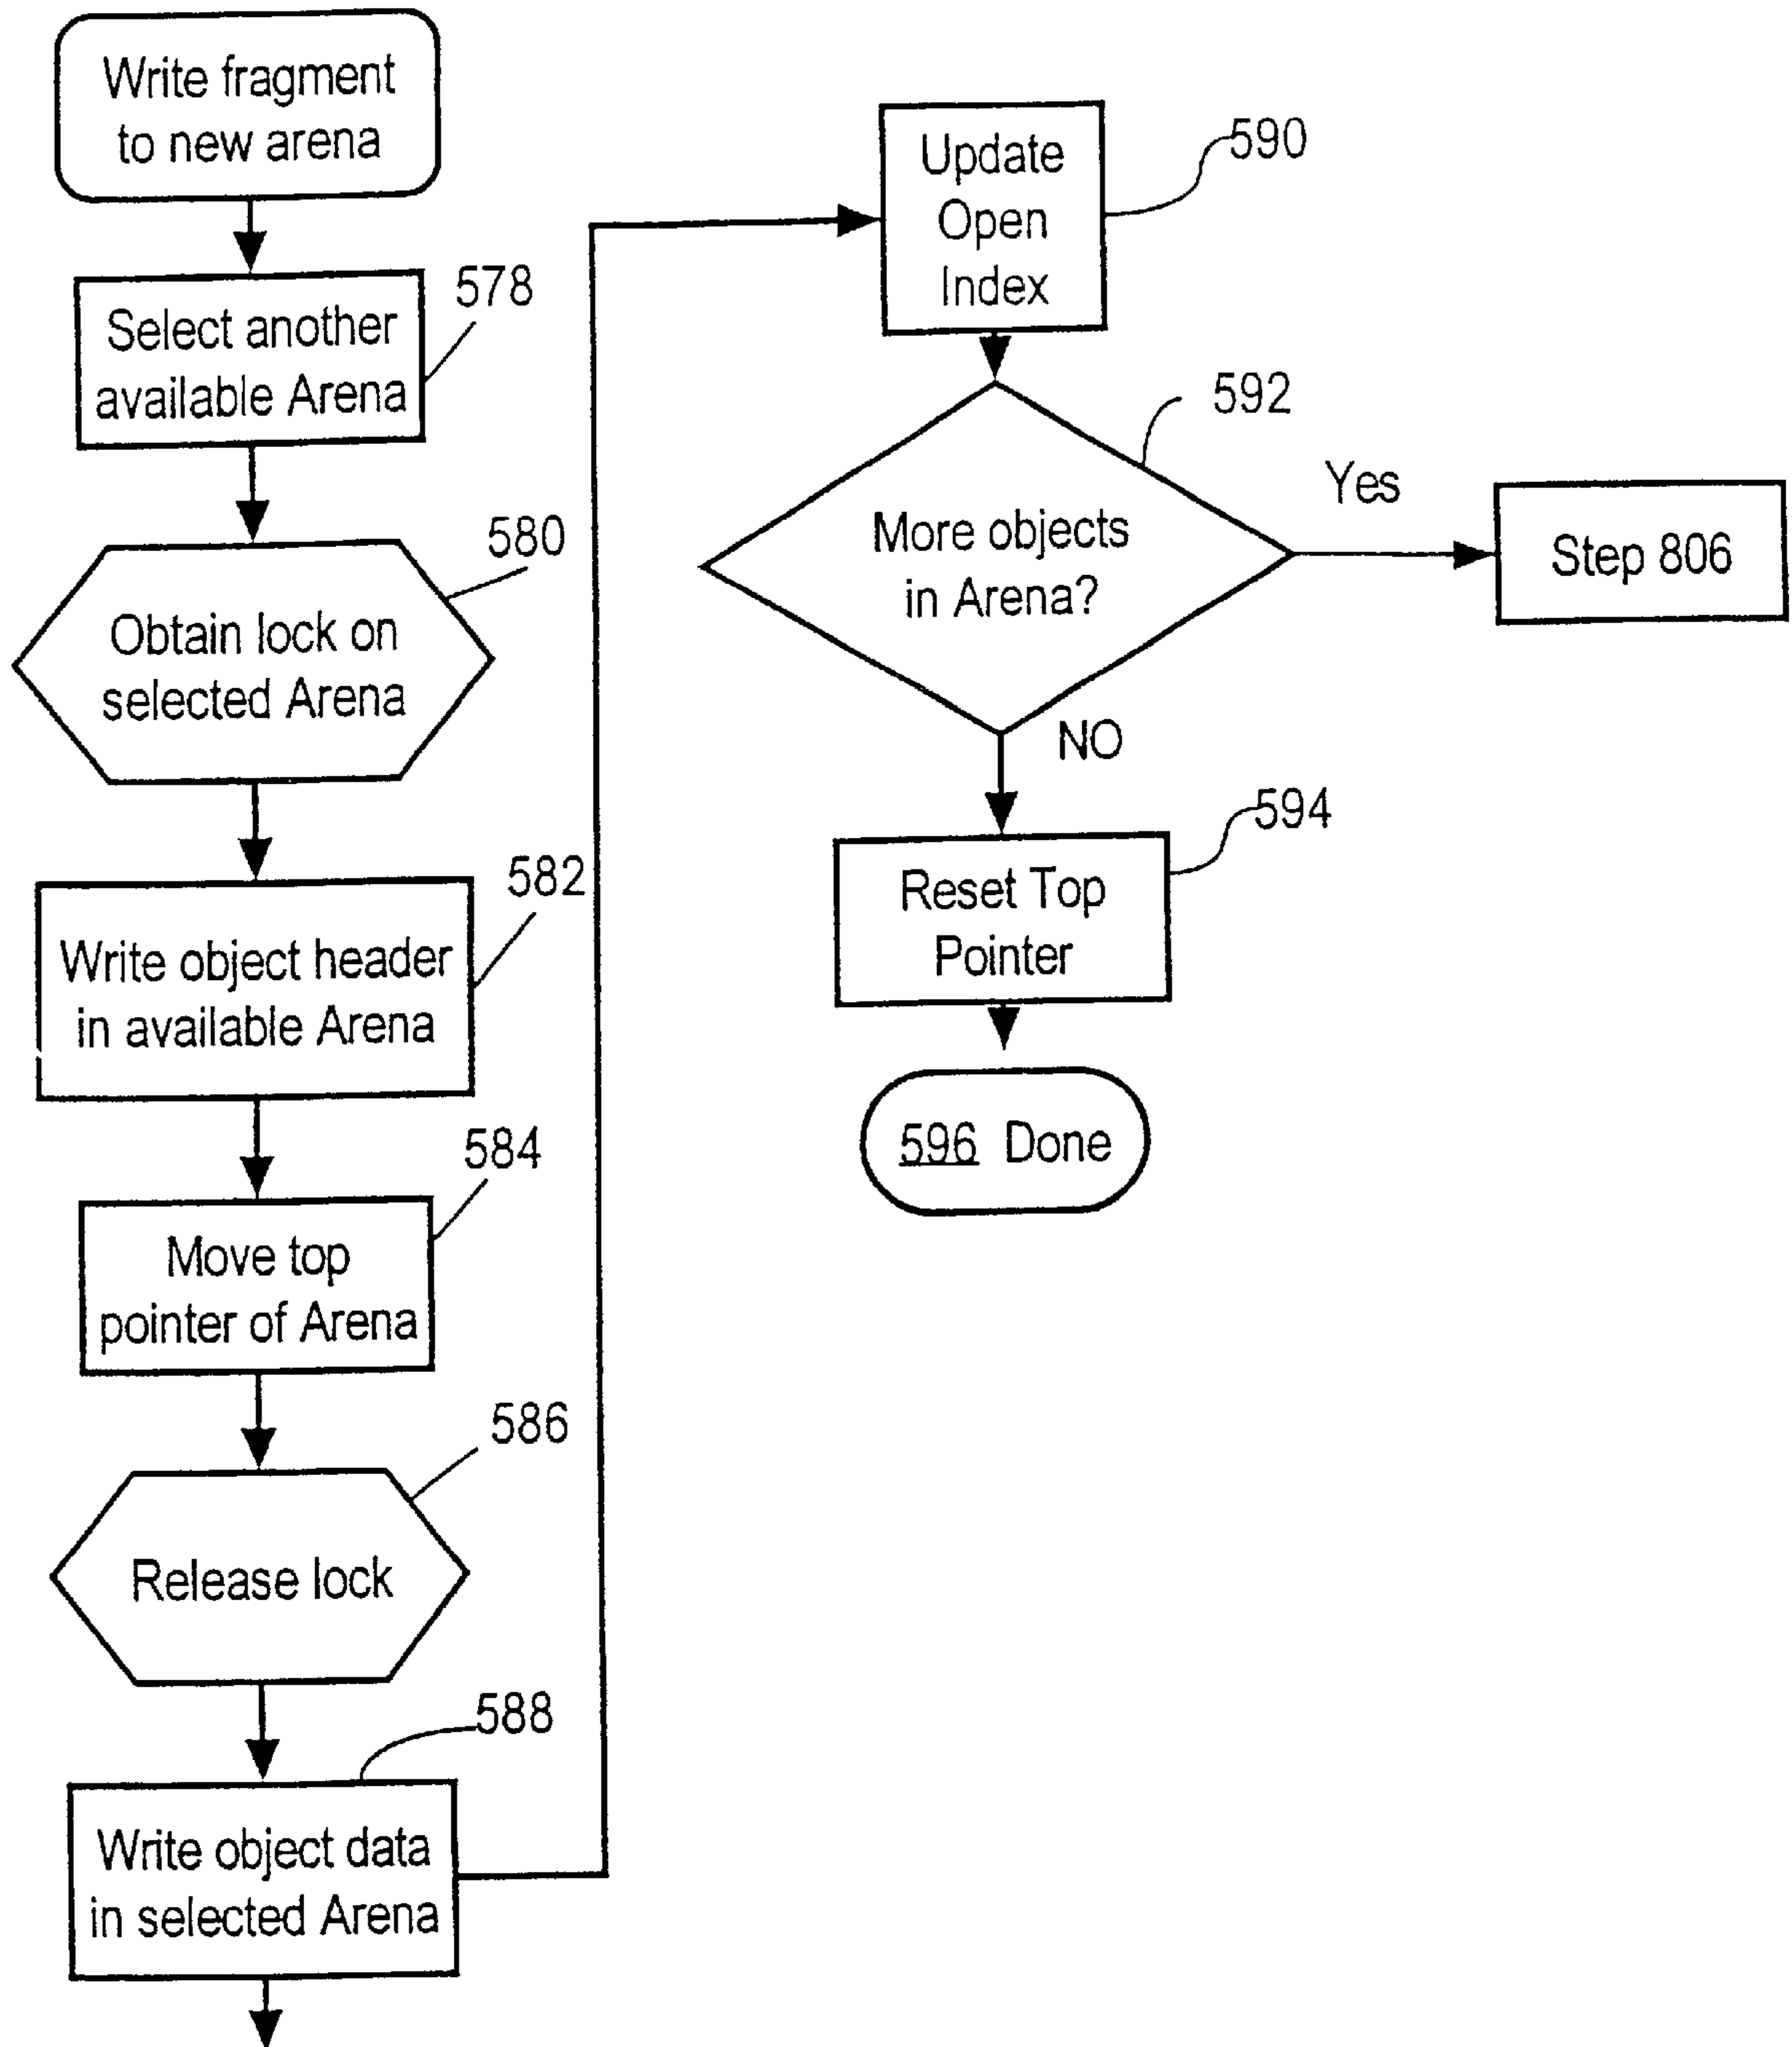 Write fragment
to new arena
578
Select another
available Arena
580
Obtain lock on
selected Arena
582
Write object header
in available Arena
584
Move top
pointer of Arena
586
Release lock
588
Write object data
in selected Arena
590
Update
Open
Index
592
More objects
in Arena?
Yes
Step 806
NO
594
Reset Top
Pointer
596 Done